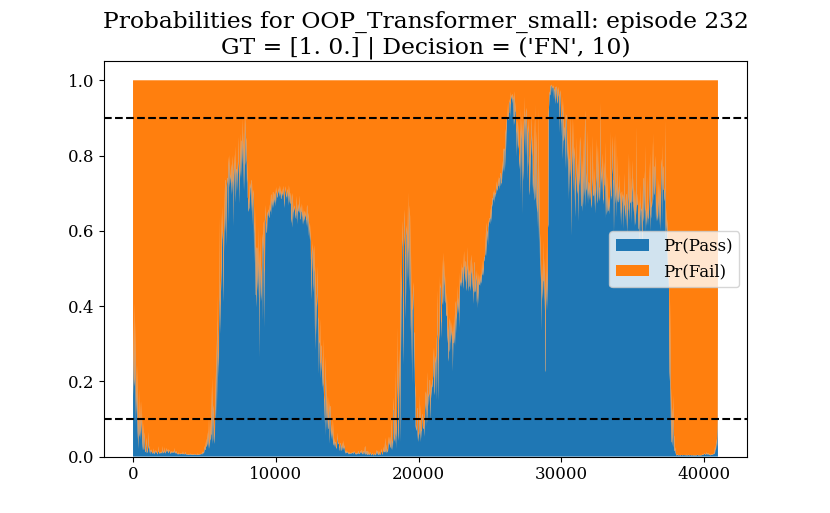 Probabilities for OOP_Transformer_small: episode 232
GT = [1. 0.] | Decision = ('FN', 10)
1.0
0.8
0.6
0.4
0.2
0.0
Pr(Pass)
Pr(Fail)
0 10000 20000 30000 40000